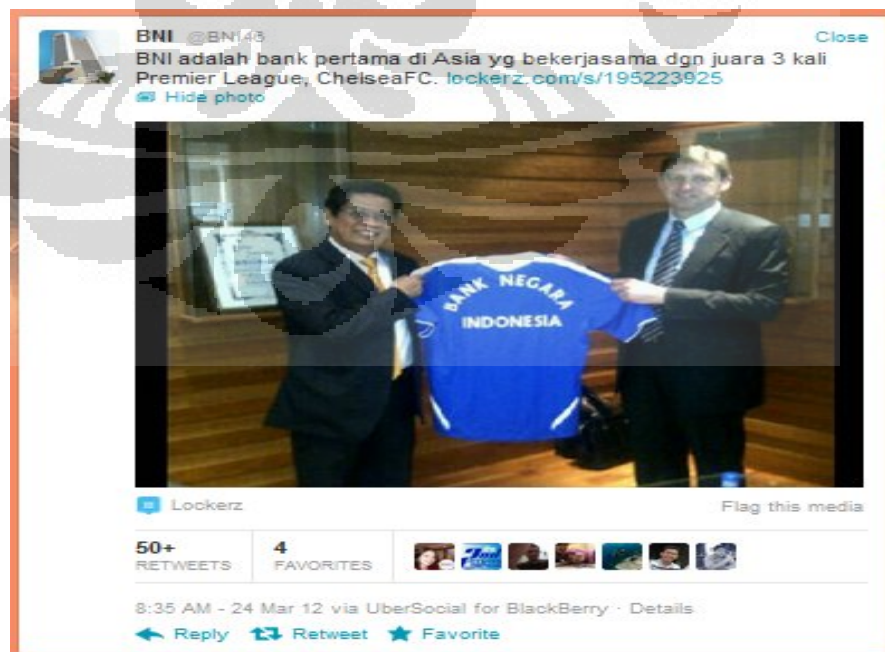 BNI @BNI46
Close
BNI adalah bank pertama di Asia yg bekerjasama dgn juara 3 kali
Premier League, ChelseaFC. lockerz.com/s/195223925
Hide photo
BANK NEGARA
INDONESIA
Lockerz
Flag this media
50+
RETWEETS
4
FAVORITES
8:35 AM - 24 Mar 12 via UberSocial for BlackBerry · Details
Reply Retweet Favorite